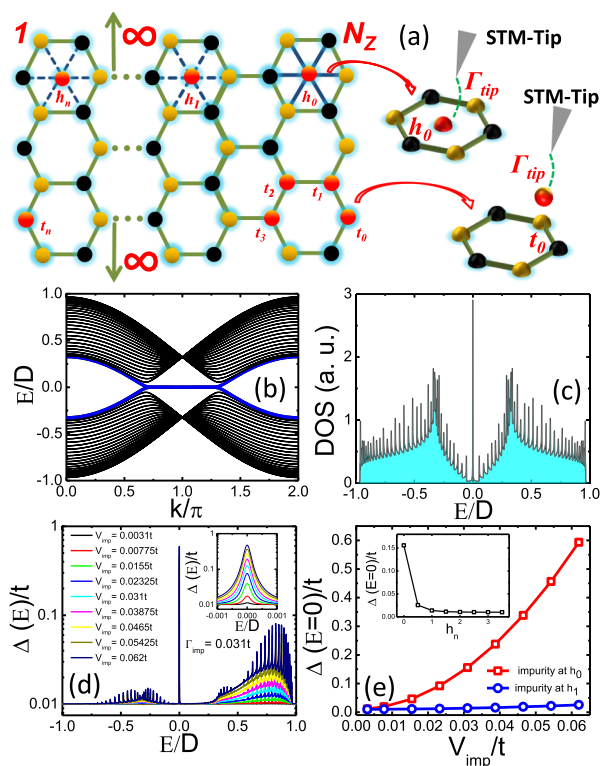 1 ∞ N_Z (a)
STM-Tip
Γ_tip
STM-Tip
h_n h_1 h_0 h_0
Γ_tip
t_2 t_1
t_n t_3 t_0 t_0
∞
(b)
E/D
1.0
0.5
0.0
-0.5
-1.0
0.0 0.5 1.0 1.5 2.0
k/π
(c)
DOS (a. u.)
3
2
1
0
-1.0 -0.5 0.0 0.5 1.0
E/D
(d)
Δ (E)/t
1
0.1
0.01
V_imp= 0.0031t
V_imp= 0.00775t
V_imp= 0.0155t
V_imp= 0.02325t
V_imp= 0.031t
V_imp= 0.03875t
V_imp= 0.0465t
V_imp= 0.05425t
V_imp= 0.062t
Δ (E)/t
0.1
0.01
-0.001 0.000 0.001
E/D
Γ_imp= 0.031t
-1.0 -0.5 0.0 0.5 1.0
E/D
(e)
Δ (E=0)/t
0.6
0.5
0.4
0.3
0.2
0.1
0.0
Δ (E=0)/t
0.15
0.10
0.05
0.00
0 1 2 3
h_n
impurity at h_0
impurity at h_1
0.00 0.01 0.02 0.03 0.04 0.05 0.06
V_imp/t